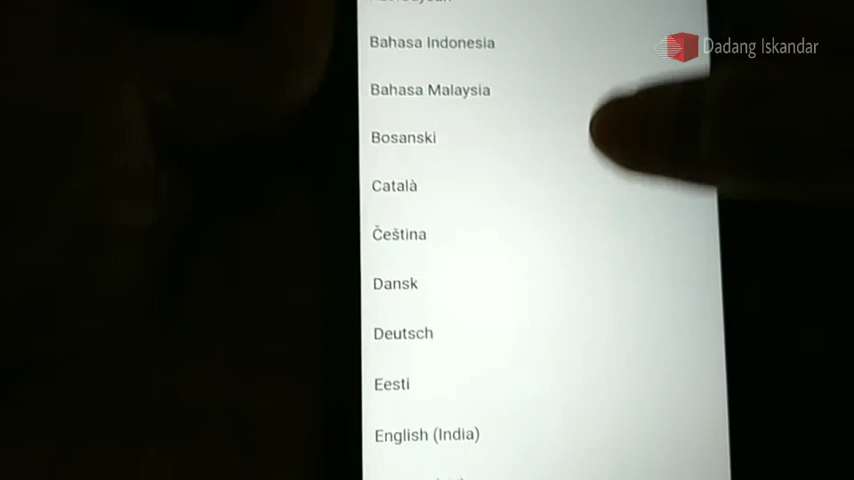 Bahasa Indonesia
Dadang Iskandar
Bahasa Malaysia
Bosanski
Català
Čeština
Dansk
Deutsch
Eesti
English (India)